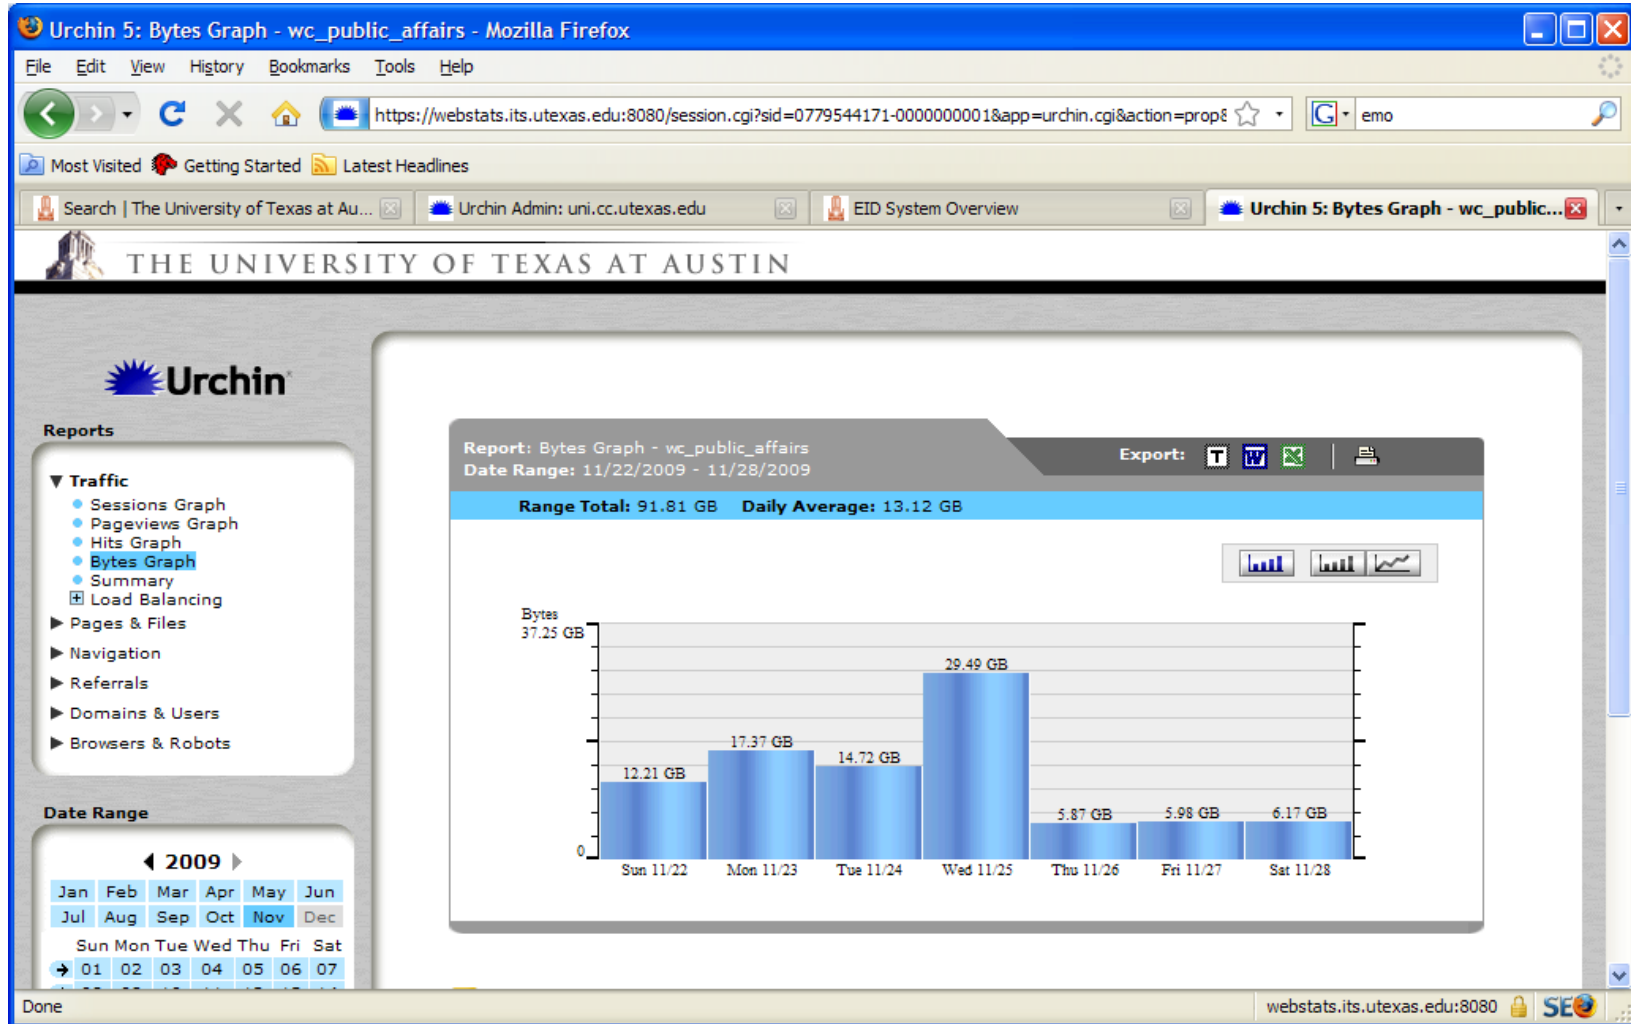 Urchin 5: Bytes Graph - wc_public_affairs - Mozilla Firefox
File Edit View History Bookmarks Tools Help
https://webstats.its.utexas.edu:8080/session.cgi?sid=0779544171-0000000001&app=urchin.cgi&action=prop&
G emo
Most Visited Getting Started Latest Headlines
Search | The University of Texas at Au... Urchin Admin: uni.cc.utexas.edu EID System Overview Urchin 5: Bytes Graph - wc_public...
THE UNIVERSITY OF TEXAS AT AUSTIN
Urchin
Reports
Traffic
Sessions Graph
Pageviews Graph
Hits Graph
Bytes Graph
Summary
Load Balancing
Pages & Files
Navigation
Referrals
Domains & Users
Browsers & Robots
Date Range
2009
Jan Feb Mar Apr May Jun
Jul Aug Sep Oct Nov Dec
Sun Mon Tue Wed Thu Fri Sat
01 02 03 04 05 06 07
Report: Bytes Graph - wc_public_affairs
Date Range: 11/22/2009 - 11/28/2009
Export: T W X
Range Total: 91.81 GB Daily Average: 13.12 GB
Bytes
37.25 GB
29.49 GB
17.37 GB
14.72 GB
12.21 GB
5.87 GB 5.98 GB 6.17 GB
0
Sun 11/22 Mon 11/23 Tue 11/24 Wed 11/25 Thu 11/26 Fri 11/27 Sat 11/28
Done
webstats.its.utexas.edu:8080 SEO